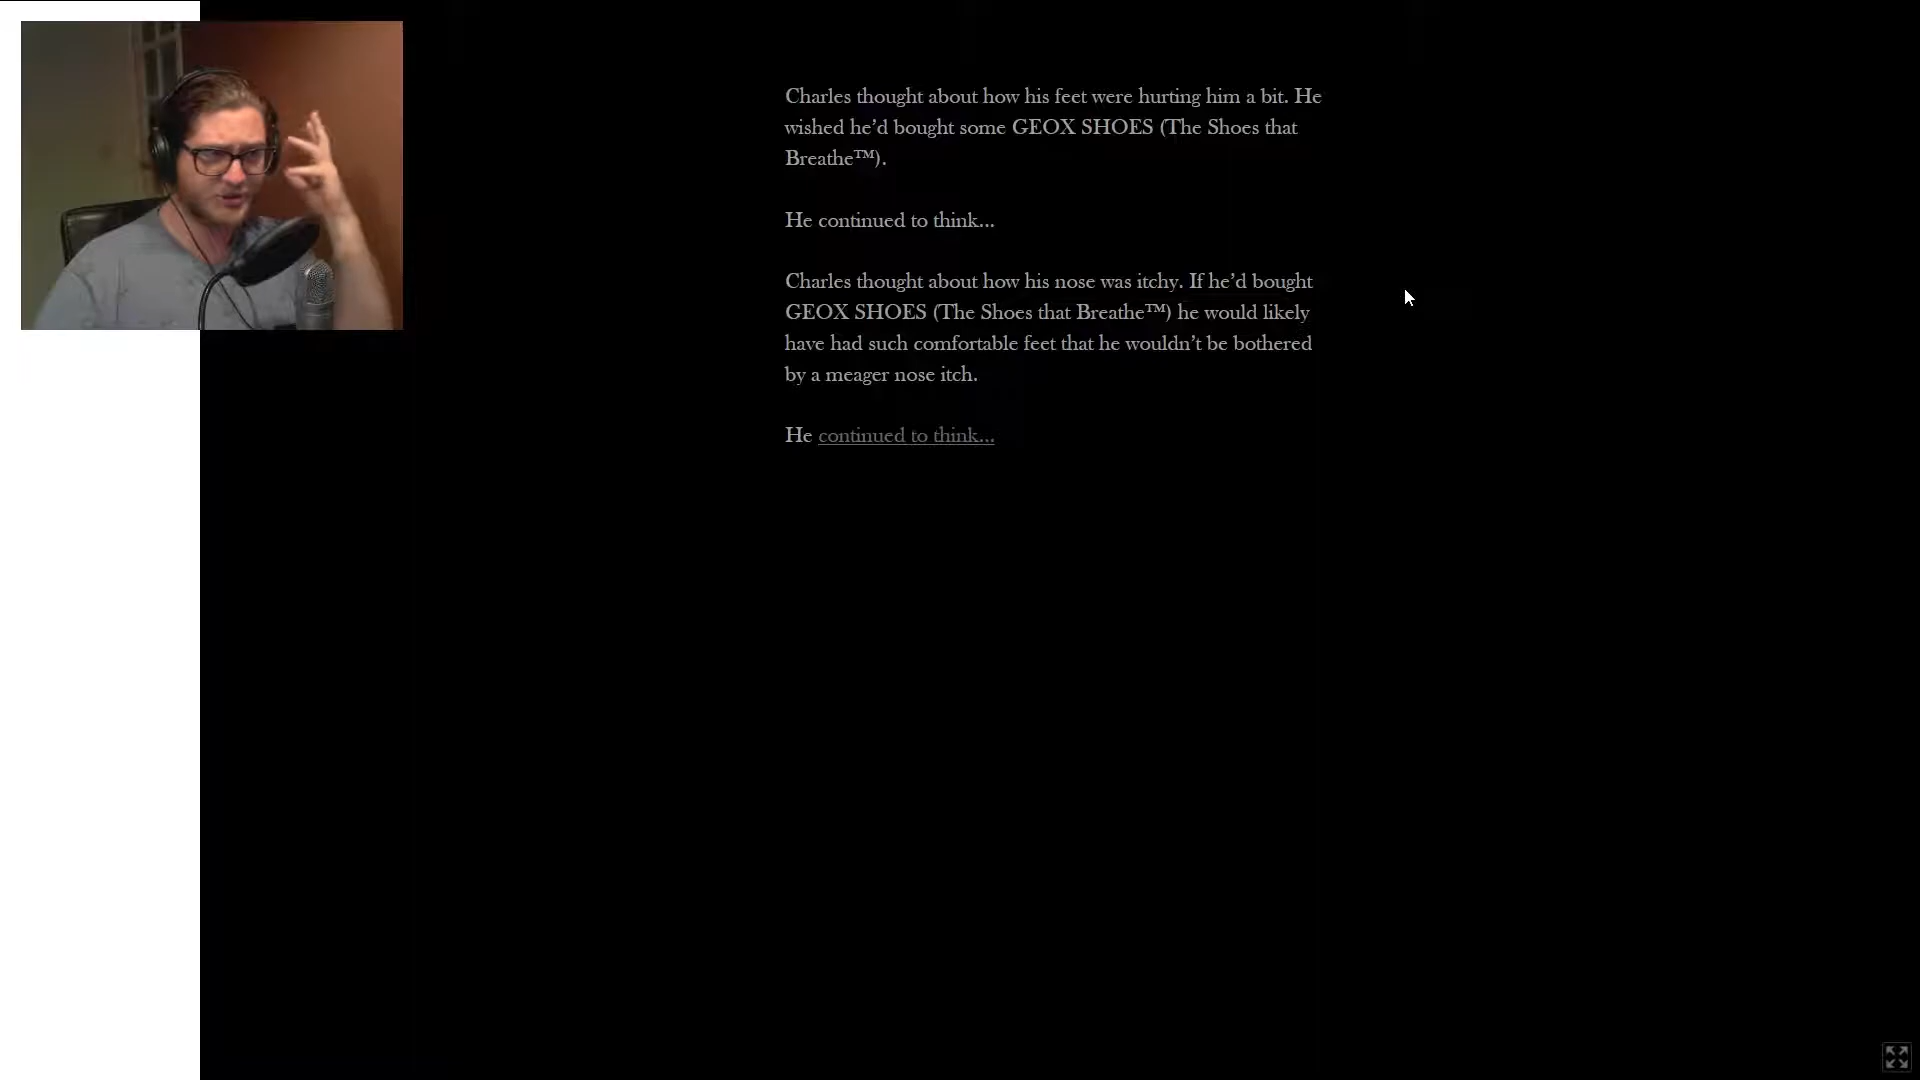 Charles thought about how his feet were hurting him a bit. He
wished he’d bought some GEOX SHOES (The Shoes that
Breathe™).
He continued to think...
Charles thought about how his nose was itchy. If he’d bought
GEOX SHOES (The Shoes that Breathe™) he would likely
have had such comfortable feet that he wouldn’t be bothered
by a meager nose itch.
He continued to think...